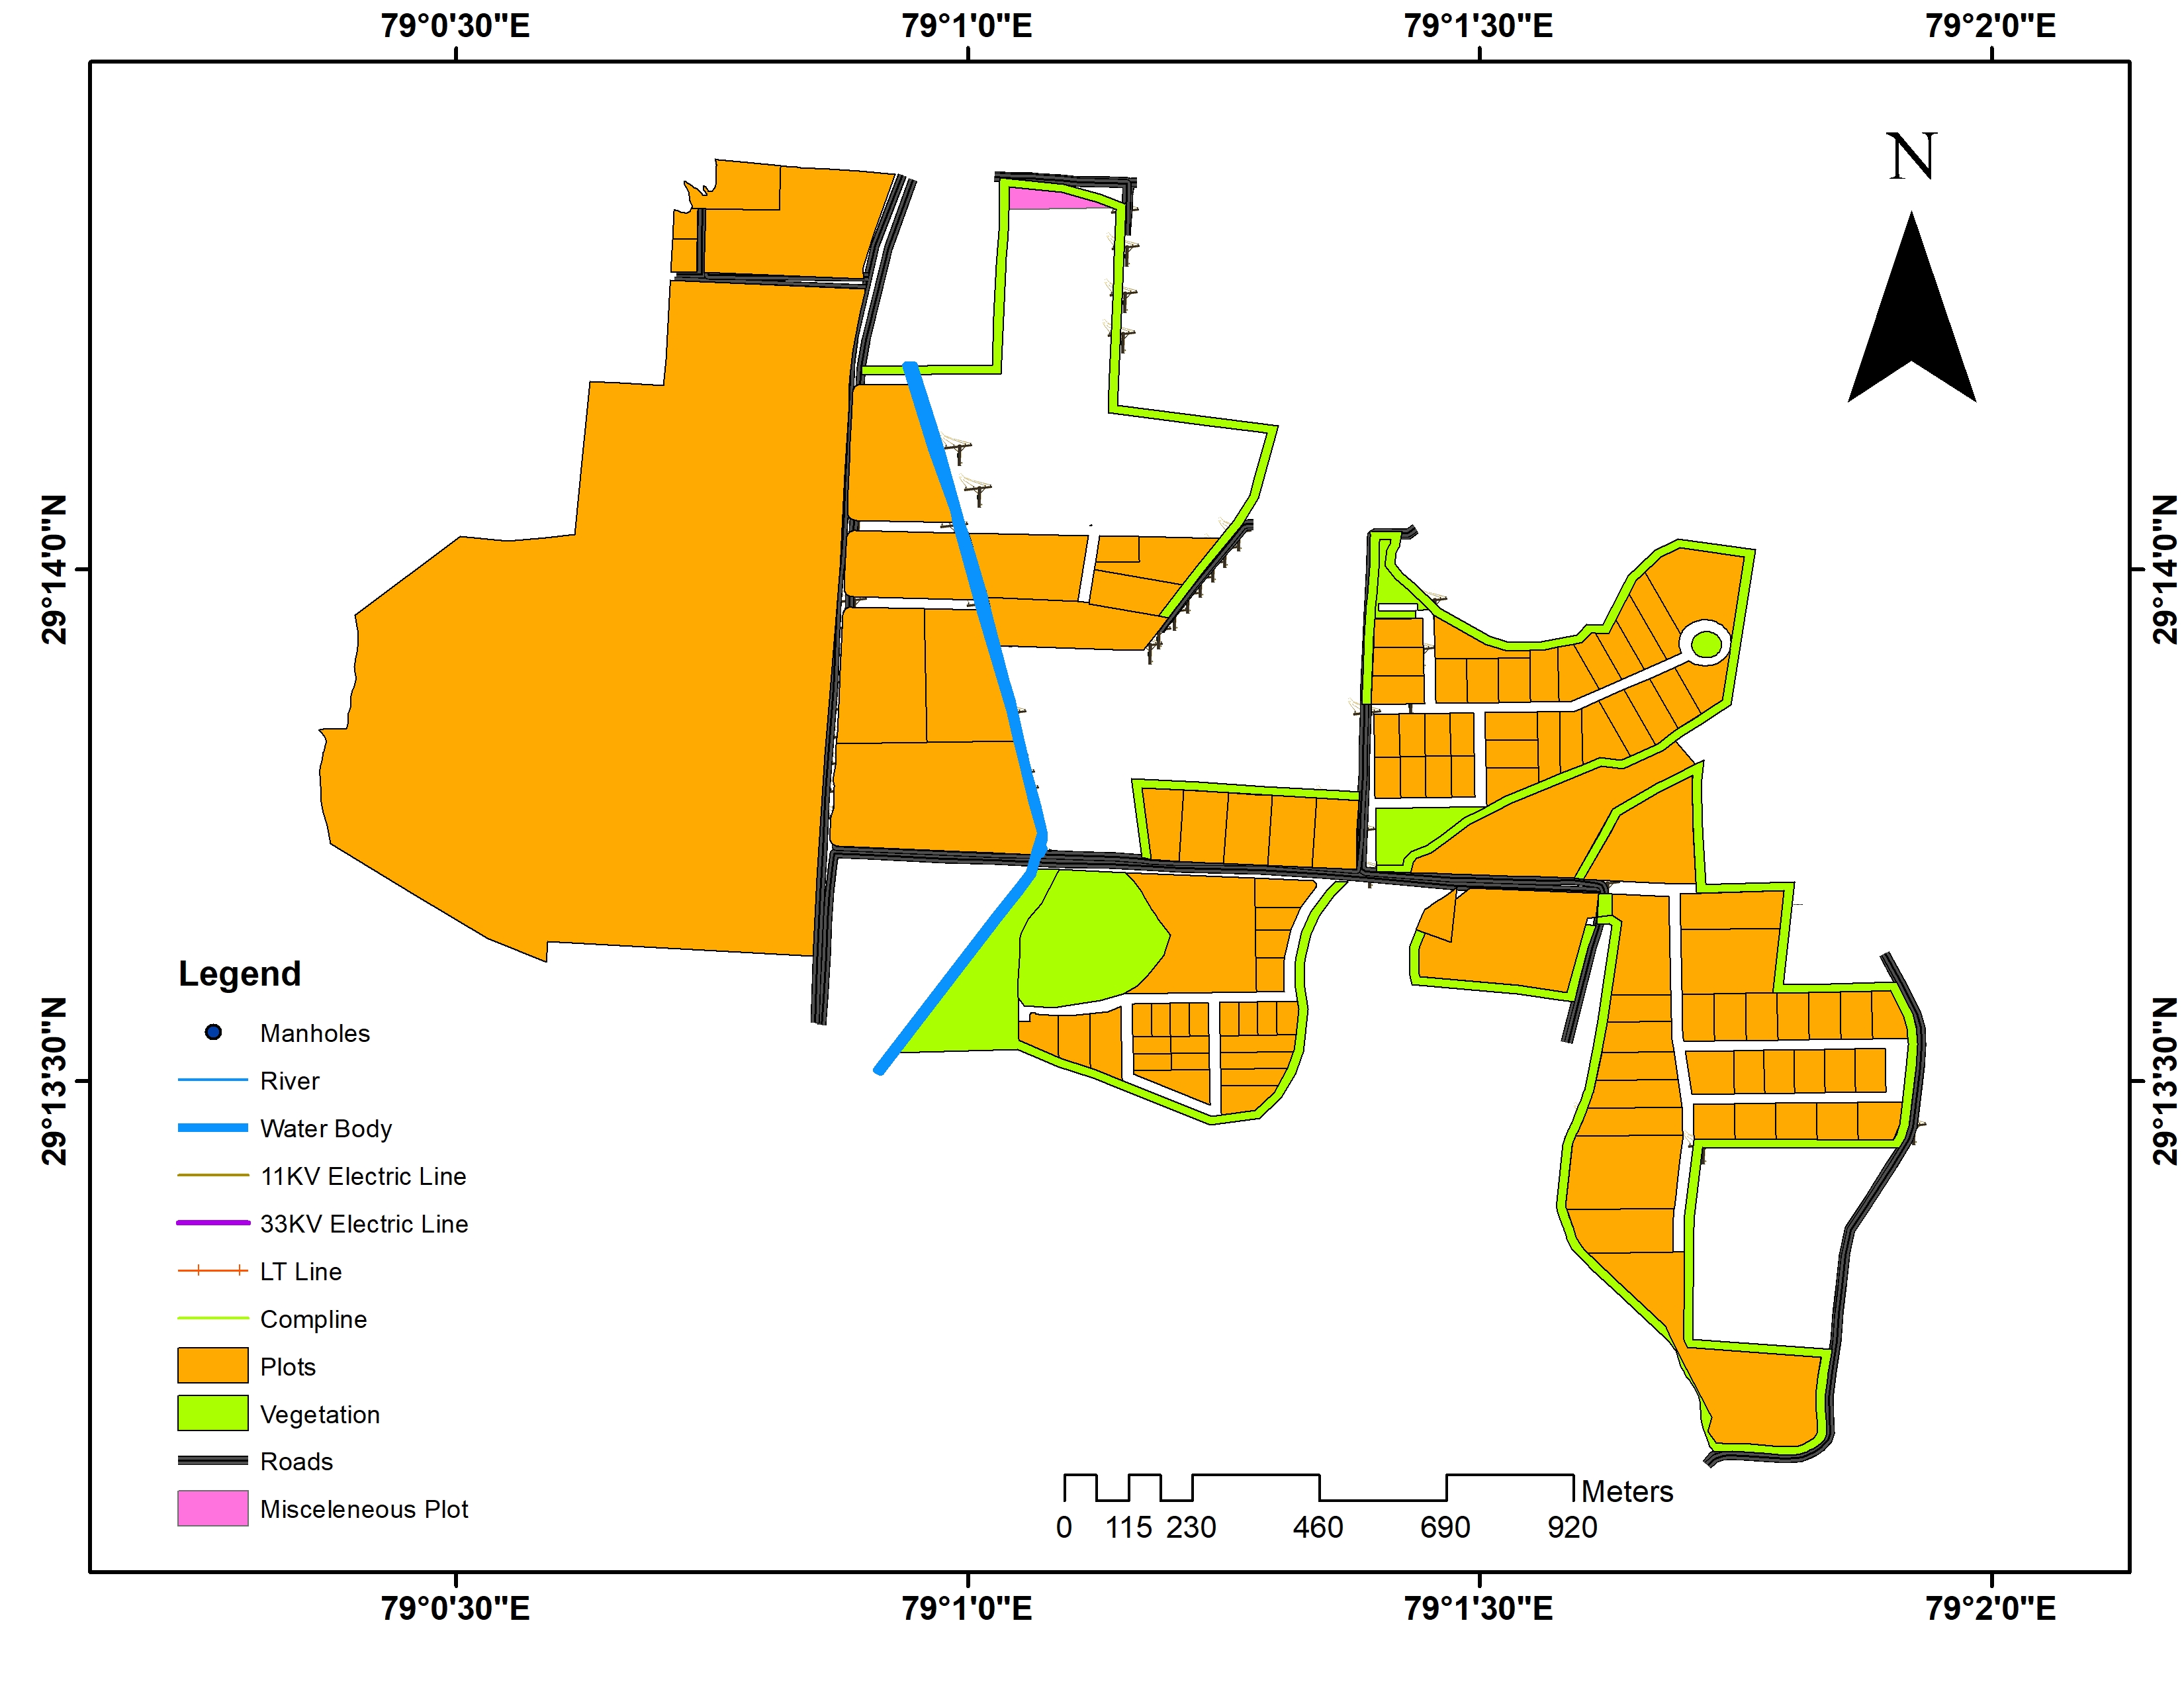 79°0'30"E 79°1'0"E 79°1'30"E 79°2'0"E
N
29°14'0"N 29°14'0"N
29°13'30"N 29°13'30"N
Legend
Manholes
River
Water Body
11KV Electric Line
33KV Electric Line
LT Line
Compline
Plots
Vegetation
Roads
Misceleneous Plot
Meters
0 115 230 460 690 920
79°0'30"E 79°1'0"E 79°1'30"E 79°2'0"E